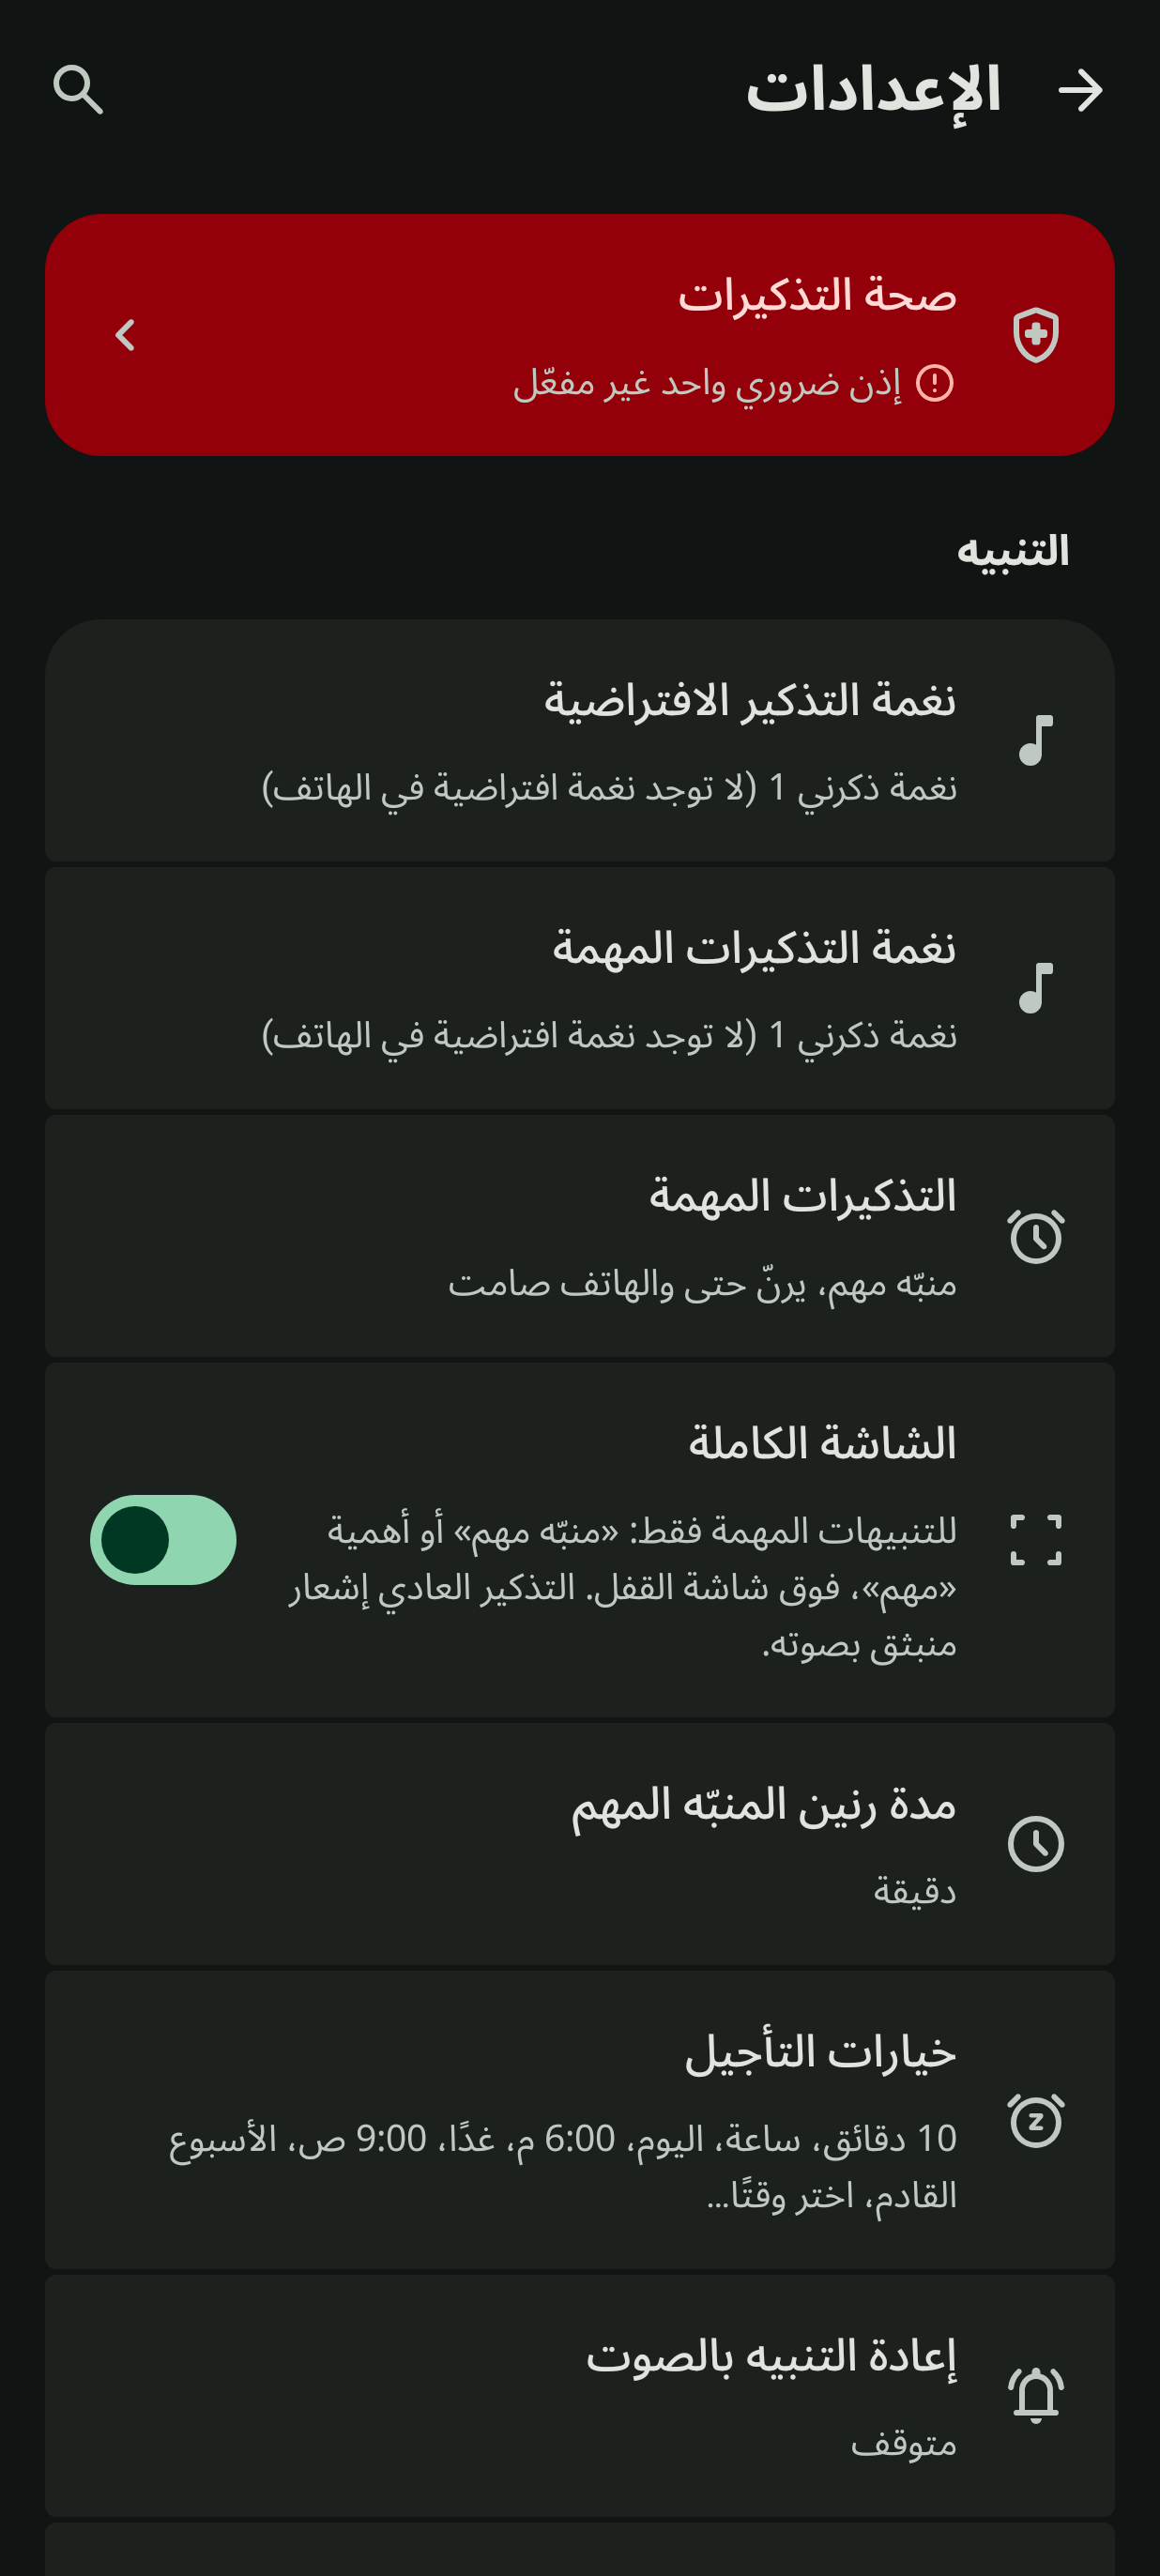 الإعدادات
صحة التذكيرات
إذن ضروري واحد غير مفعّل
التنبيه
نغمة التذكير الافتراضية
نغمة ذكرني 1 (لا توجد نغمة افتراضية في الهاتف)
نغمة التذكيرات المهمة
نغمة ذكرني 1 (لا توجد نغمة افتراضية في الهاتف)
التذكيرات المهمة
منبّه مهم، يرنّ حتى والهاتف صامت
الشاشة الكاملة
للتنبيهات المهمة فقط: «منبّه مهم» أو أهمية
«مهم»، فوق شاشة القفل. التذكير العادي إشعار
منبثق بصوته.
مدة رنين المنبّه المهم
دقيقة
خيارات التأجيل
10 دقائق، ساعة، اليوم، 6:00 م، غدًا، 9:00 ص، الأسبوع
القادم، اختر وقتًا...
إعادة التنبيه بالصوت
متوقف